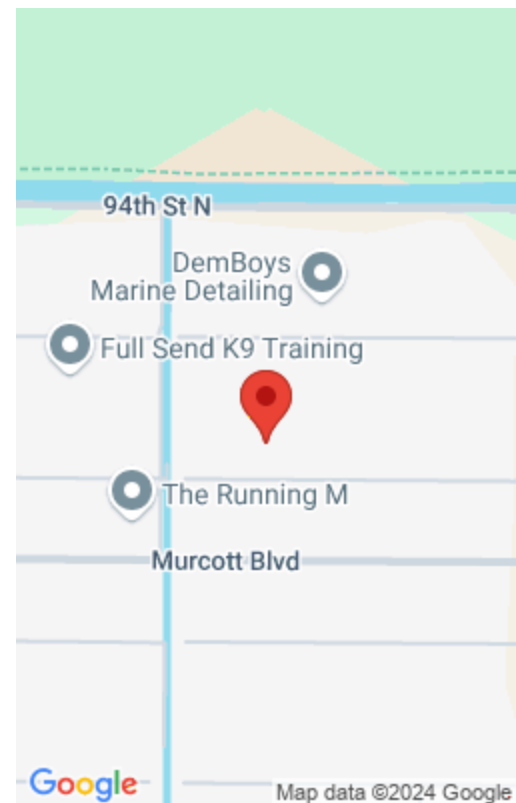 94th St N
DemBoys
Marine Detailing
Full Send K9 Training
The Running M
Murcott Blvd
Google
Map data ©2024 Google